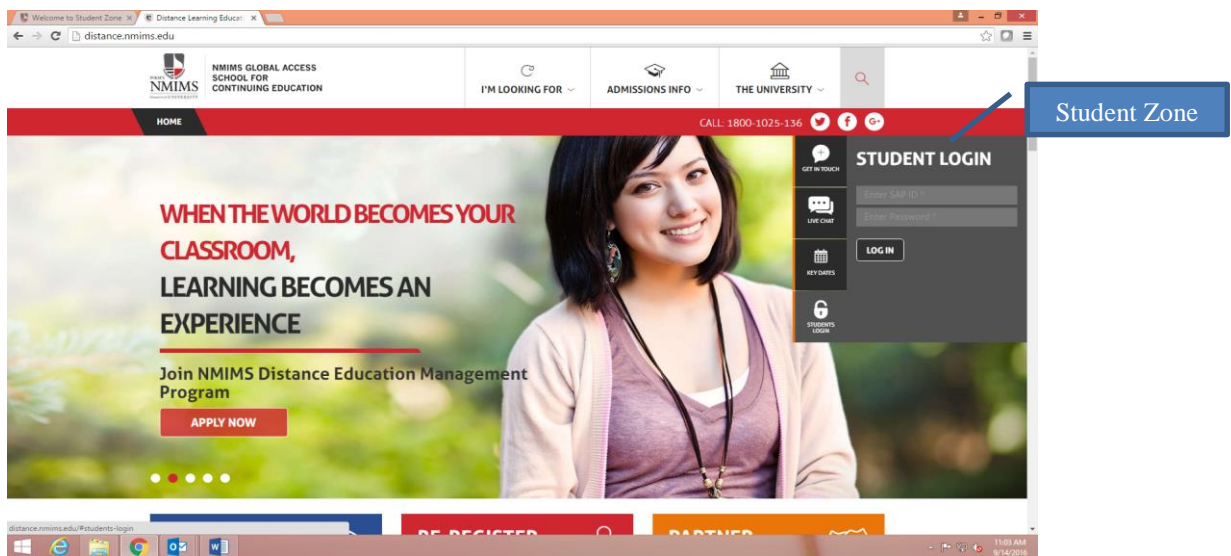 Welcome to Student Zone
Distance Learning Educat
distance.nmims.edu
NMIMS
NMIMS GLOBAL ACCESS
SCHOOL FOR
CONTINUING EDUCATION
I'M LOOKING FOR
ADMISSIONS INFO
THE UNIVERSITY
Student Zone
HOME
CALL: 1800-1025-136
GET IN TOUCH
LIVE CHAT
KEY DATES
STUDENTS
LOGIN
STUDENT LOGIN
Enter SAP ID *
Enter Password *
LOG IN
WHEN THE WORLD BECOMES YOUR
CLASSROOM,
LEARNING BECOMES AN
EXPERIENCE
Join NMIMS Distance Education Management
Program
APPLY NOW
RE-REGISTER
PARTNER
distance.nmims.edu/#students-login
11:03 AM
9/14/2016